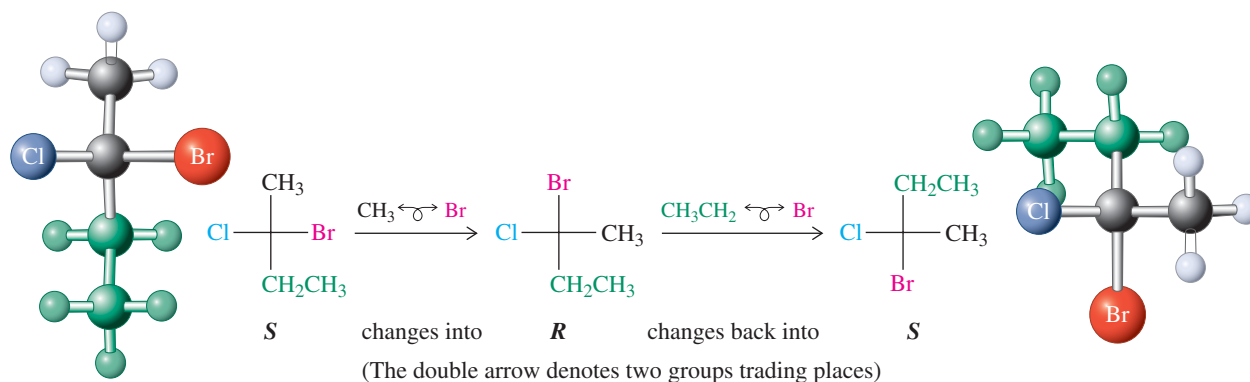 Cl Br
CH₃
Cl Br
CH₂CH₃
CH₃ Br
Br
Cl CH₃
CH₂CH₃
CH₃CH₂ Br
CH₂CH₃
Cl CH₃
Br
Cl
Br
S changes into R changes back into S
(The double arrow denotes two groups trading places)